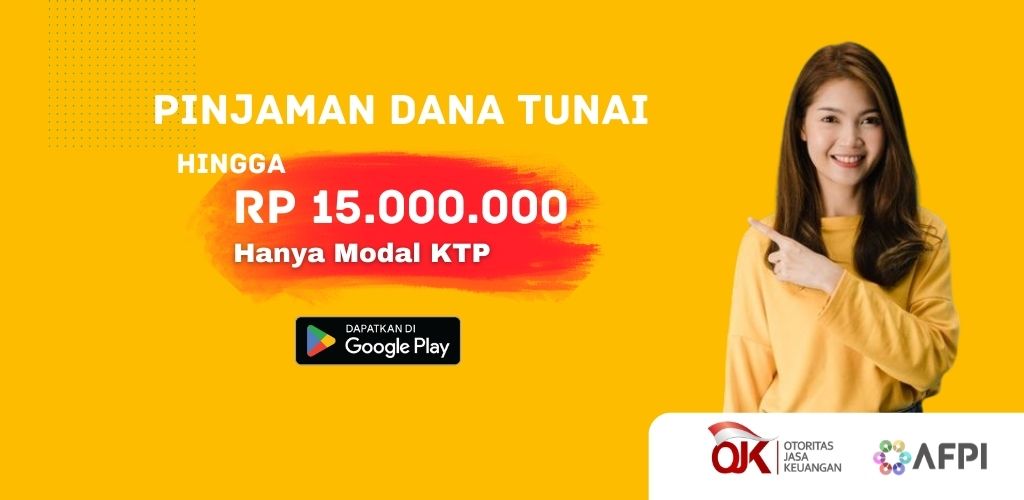 PINJAMAN DANA TUNAI
HINGGA
RP 15.000.000
Hanya Modal KTP
DAPATKAN DI
Google Play
OJK
OTORITAS
JASA
KEUANGAN
AFPI